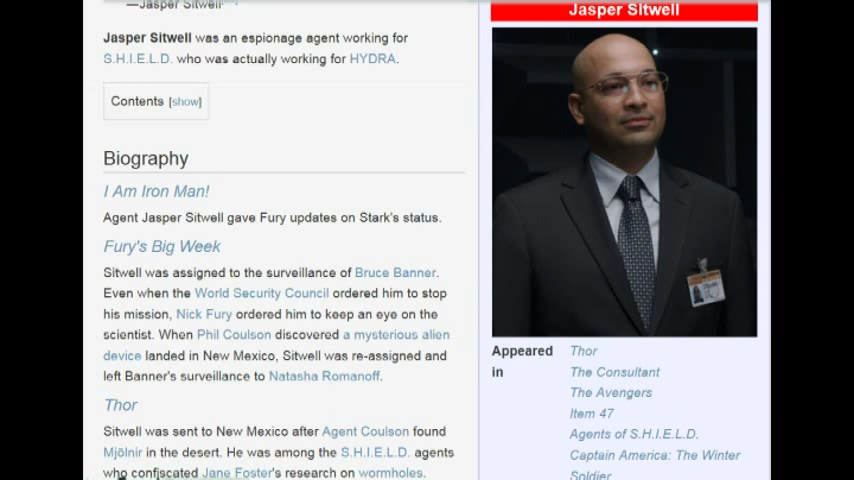 —Jasper Sitwell
Jasper Sitwell was an espionage agent working for
S.H.I.E.L.D. who was actually working for HYDRA.
Contents [show]
Biography
I Am Iron Man!
Agent Jasper Sitwell gave Fury updates on Stark's status.
Fury's Big Week
Sitwell was assigned to the surveillance of Bruce Banner.
Even when the World Security Council ordered him to stop
his mission, Nick Fury ordered him to keep an eye on the
scientist. When Phil Coulson discovered a mysterious alien
device landed in New Mexico, Sitwell was re-assigned and
left Banner's surveillance to Natasha Romanoff.
Thor
Sitwell was sent to New Mexico after Agent Coulson found
Mjölnir in the desert. He was among the S.H.I.E.L.D. agents
who confiscated Jane Foster's research on wormholes.
Jasper Sitwell
Appeared in
Thor
The Consultant
The Avengers
Item 47
Agents of S.H.I.E.L.D.
Captain America: The Winter
Soldier